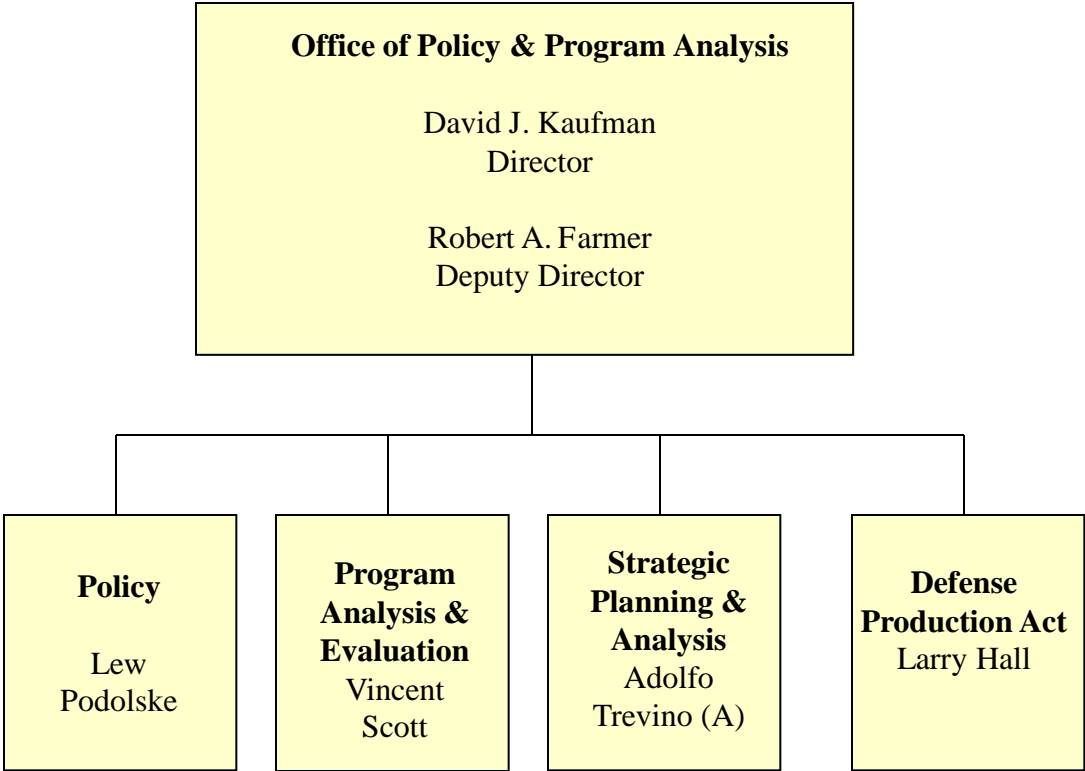 Office of Policy & Program Analysis
David J. Kaufman
Director
Robert A. Farmer
Deputy Director
Policy
Lew
Podolske
Program
Analysis &
Evaluation
Vincent
Scott
Strategic
Planning &
Analysis
Adolfo
Trevino (A)
Defense
Production Act
Larry Hall